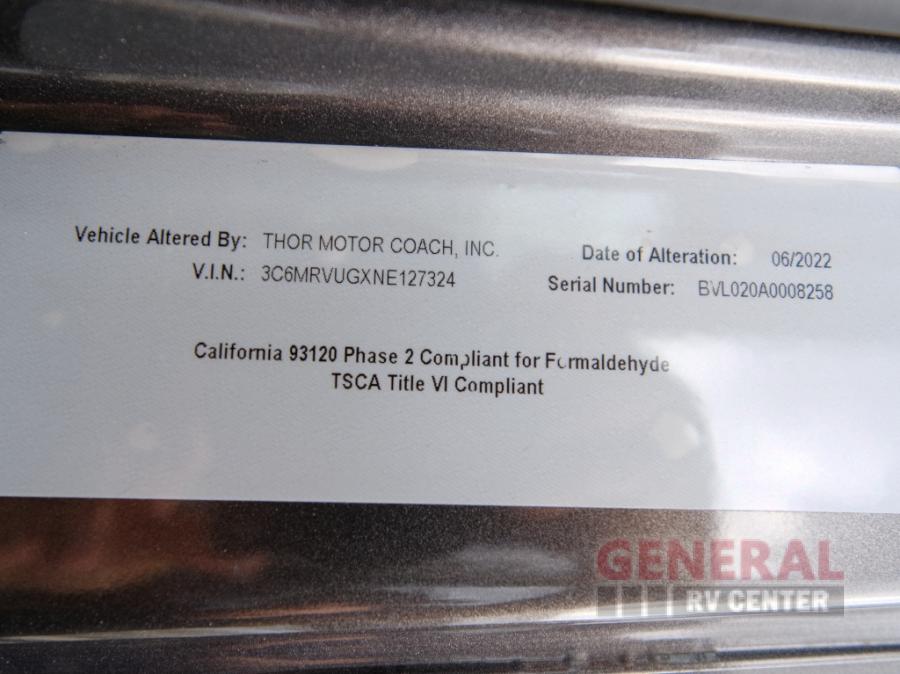 Vehicle Altered By: THOR MOTOR COACH, INC.
Date of Alteration: 06/2022
V.I.N.: 3C6MRVUGXNE127324
Serial Number: BVL020A0008258
California 93120 Phase 2 Compliant for Formaldehyde
TSCA Title VI Compliant
GENERAL
RV CENTER